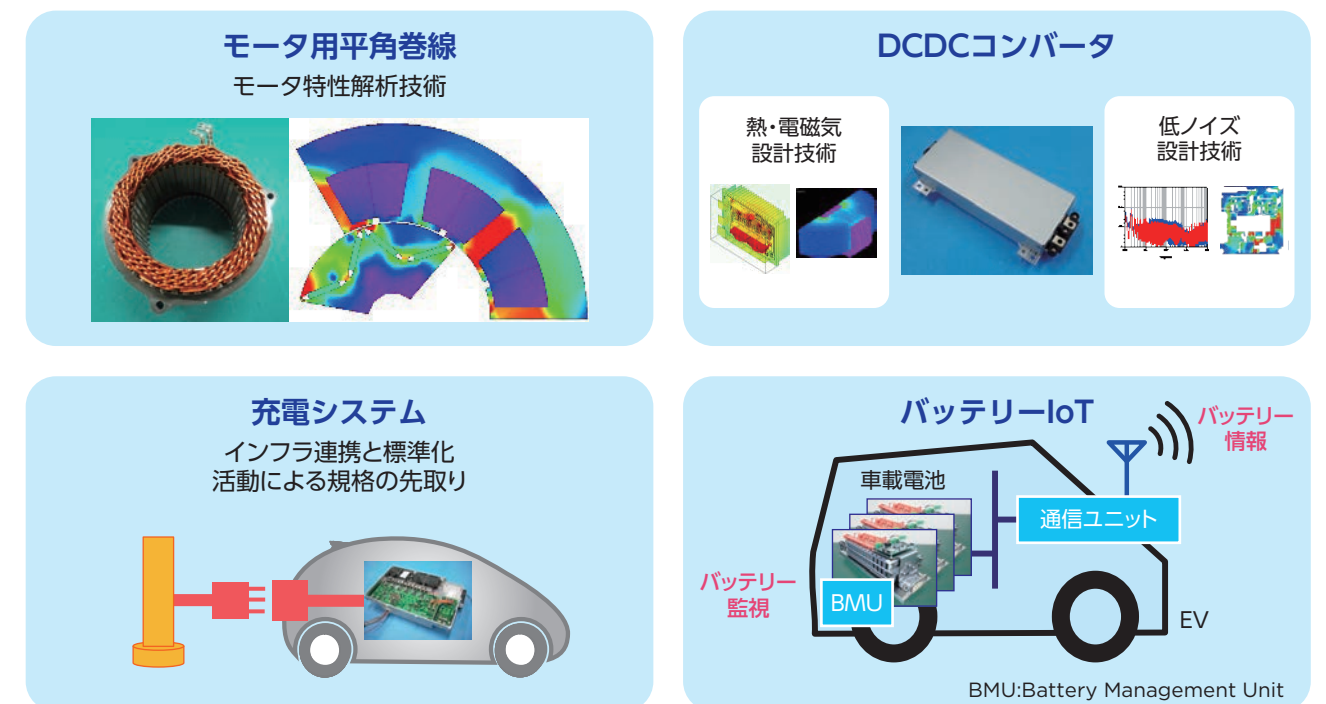 モータ用平角巻線
モータ特性解析技術
DCDCコンバータ
熱・電磁気
設計技術
低ノイズ
設計技術
充電システム
インフラ連携と標準化
活動による規格の先取り
バッテリーIoT
バッテリー
情報
車載電池
通信ユニット
バッテリー
監視
BMU
EV
BMU:Battery Management Unit